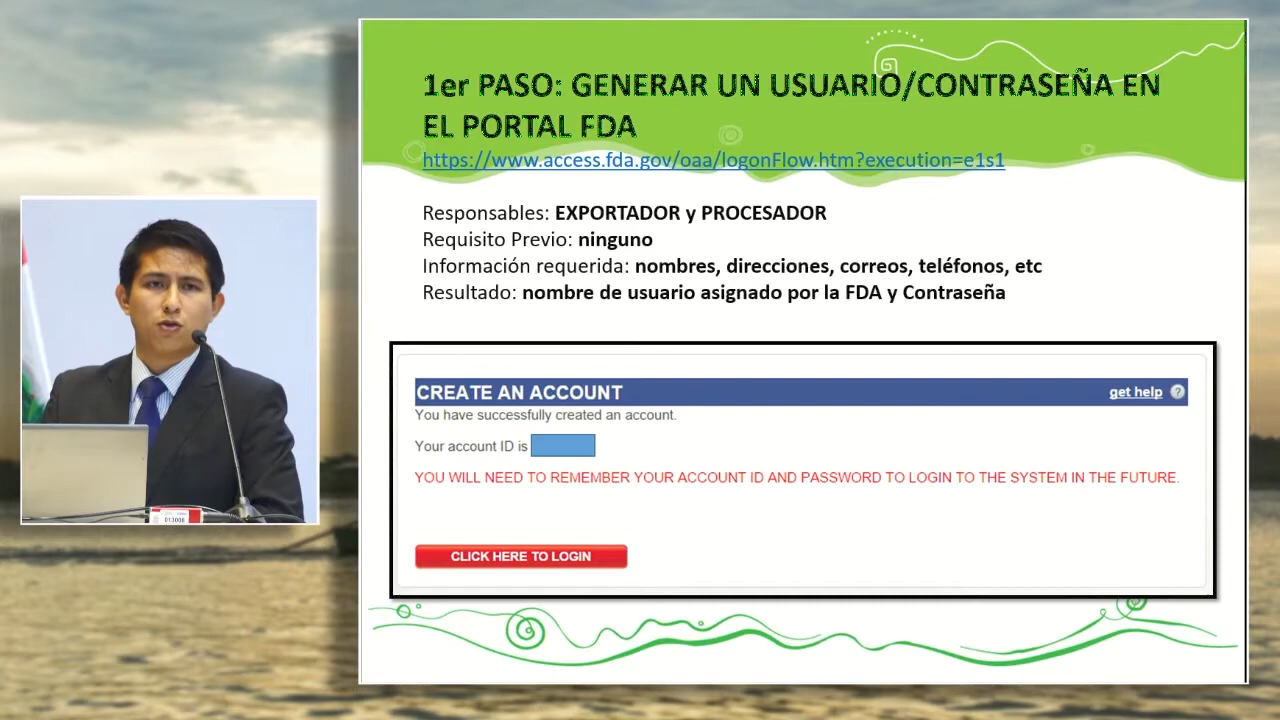 1er PASO: GENERAR UN USUARIO/CONTRASEÑA EN
EL PORTAL FDA
https://www.access.fda.gov/oaa/logonFlow.htm?execution=e1s1
Responsables: EXPORTADOR y PROCESADOR
Requisito Previo: ninguno
Información requerida: nombres, direcciones, correos, teléfonos, etc
Resultado: nombre de usuario asignado por la FDA y Contraseña
CREATE AN ACCOUNT
get help ?
You have successfully created an account.
Your account ID is
YOU WILL NEED TO REMEMBER YOUR ACCOUNT ID AND PASSWORD TO LOGIN TO THE SYSTEM IN THE FUTURE.
CLICK HERE TO LOGIN